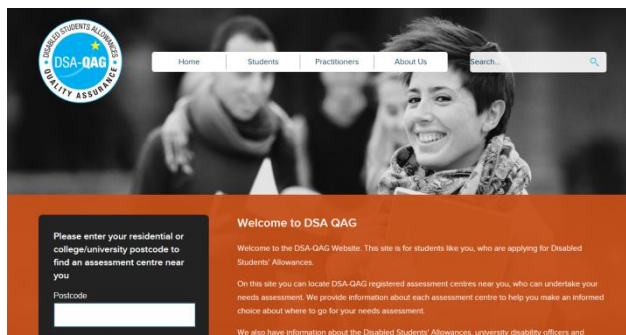 DISABLED STUDENTS ALLOWANCES
DSA-QAG
QUALITY ASSURANCE
Home Students Practitioners About Us Search...
Please enter your residential or
college/university postcode to
find an assessment centre near
you
Postcode
Welcome to DSA QAG
Welcome to the DSA-QAG Website. This site is for students like you, who are applying for Disabled
Students' Allowances.
On this site you can locate DSA-QAG registered assessment centres near you, who can undertake your
needs assessment. We provide information about each assessment centre to help you make an informed
choice about where to go for your needs assessment.
We also have information about the Disabled Students' Allowances, university disability officers and